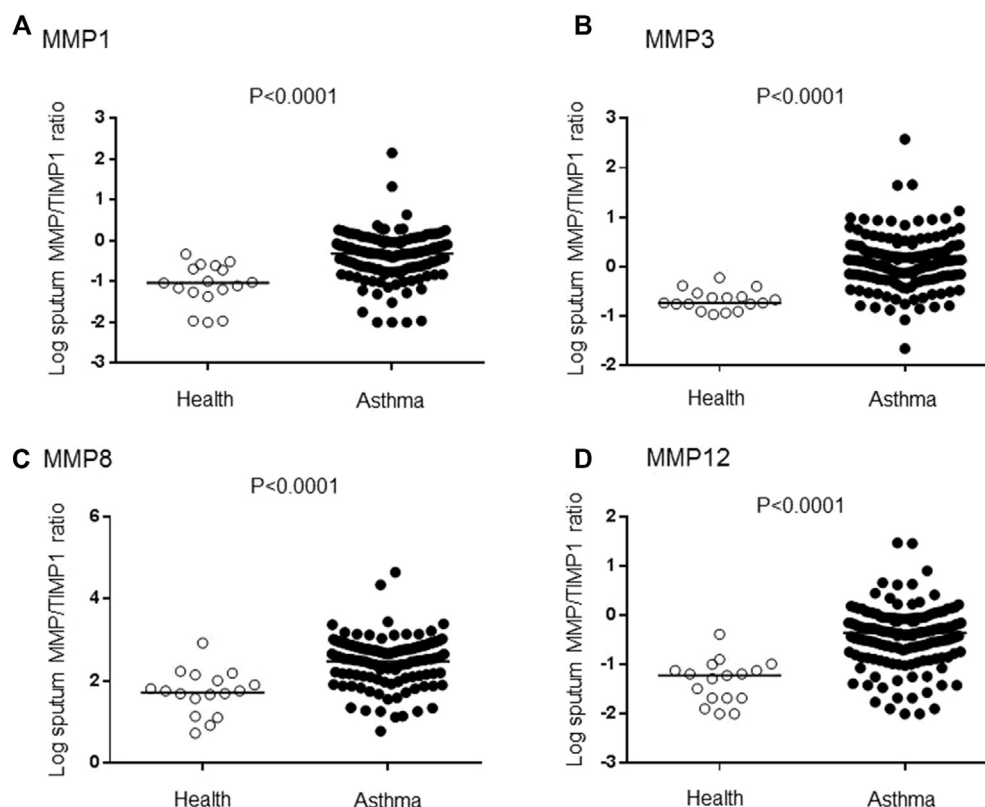 A MMP1
P<0.0001
Log sputum MMP/TIMP1 ratio
3
2
1
0
-1
-2
-3
Health Asthma
B MMP3
P<0.0001
Log sputum MMP/TIMP1 ratio
3
2
1
0
-1
-2
Health Asthma
C MMP8
P<0.0001
Log sputum MMP/TIMP1 ratio
6
4
2
0
Health Asthma
D MMP12
P<0.0001
Log sputum MMP/TIMP1 ratio
2
1
0
-1
-2
-3
Health Asthma